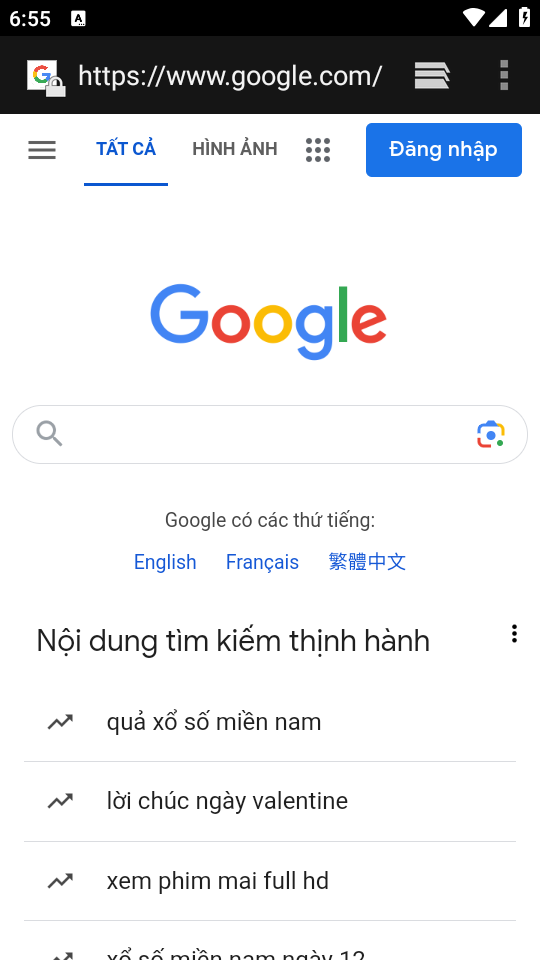 6:55
A
https://www.google.com/
TẤT CẢ
HÌNH ẢNH
Đăng nhập
Google
Google có các thứ tiếng:
English Français 繁體中文
Nội dung tìm kiếm thịnh hành
quả xổ số miền nam
lời chúc ngày valentine
xem phim mai full hd
xổ số miền nam ngày 12